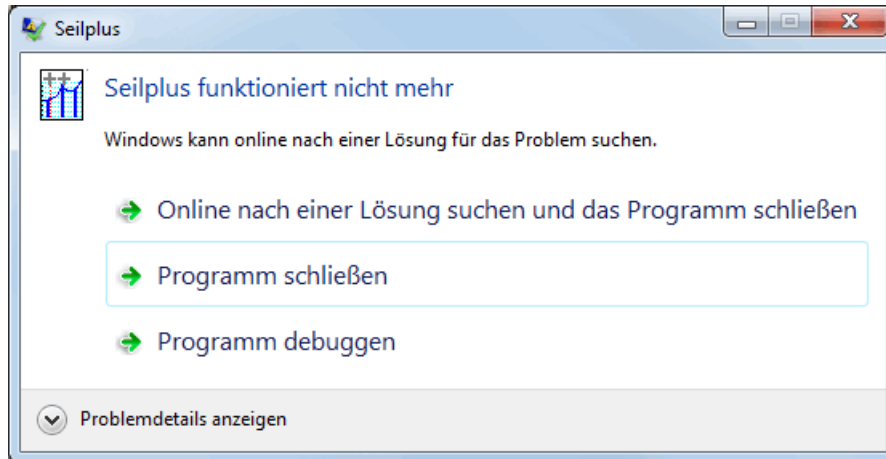 Seilplus
Seilplus funktioniert nicht mehr
Windows kann online nach einer Lösung für das Problem suchen.
Online nach einer Lösung suchen und das Programm schließen
Programm schließen
Programm debuggen
Problemdetails anzeigen